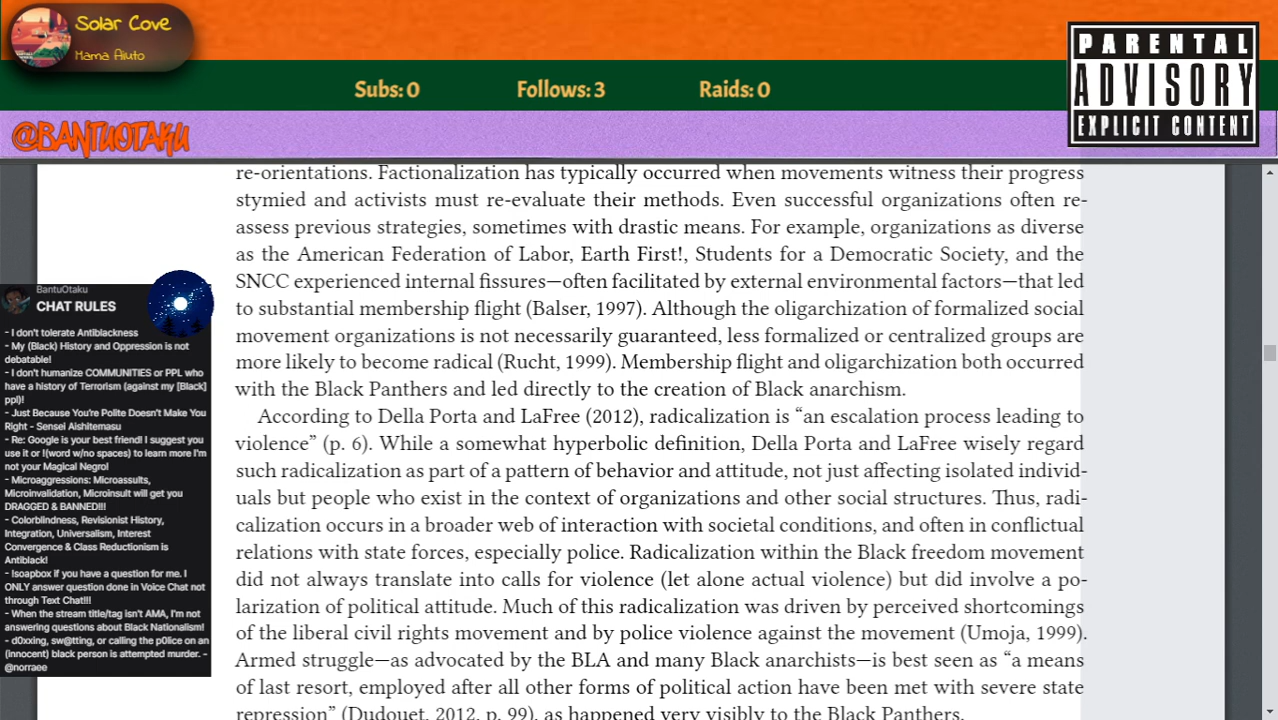 Solar Cove
Mama Aiuto
PARENTAL
ADVISORY
EXPLICIT CONTENT
Subs: 0
Follows: 3
Raids: 0
@BANTUOTAKU
re-orientations. Factionalization has typically occurred when movements witness their progress
stymied and activists must re-evaluate their methods. Even successful organizations often re-
assess previous strategies, sometimes with drastic means. For example, organizations as diverse
as the American Federation of Labor, Earth First!, Students for a Democratic Society, and the
SNCC experienced internal fissures—often facilitated by external environmental factors—that led
to substantial membership flight (Balser, 1997). Although the oligarchization of formalized social
movement organizations is not necessarily guaranteed, less formalized or centralized groups are
more likely to become radical (Rucht, 1999). Membership flight and oligarchization both occurred
with the Black Panthers and led directly to the creation of Black anarchism.
According to Della Porta and LaFree (2012), radicalization is “an escalation process leading to
violence” (p. 6). While a somewhat hyperbolic definition, Della Porta and LaFree wisely regard
such radicalization as part of a pattern of behavior and attitude, not just affecting isolated individ-
uals but people who exist in the context of organizations and other social structures. Thus, radi-
calization occurs in a broader web of interaction with societal conditions, and often in conflictual
relations with state forces, especially police. Radicalization within the Black freedom movement
did not always translate into calls for violence (let alone actual violence) but did involve a po-
larization of political attitude. Much of this radicalization was driven by perceived shortcomings
of the liberal civil rights movement and by police violence against the movement (Umoja, 1999).
Armed struggle—as advocated by the BLA and many Black anarchists—is best seen as “a means
of last resort, employed after all other forms of political action have been met with severe state
repression” (Dudouet, 2012, p. 99), as happened very visibly to the Black Panthers.
BantuOtaku
CHAT RULES
- I don't tolerate Antiblackness
- My (Black) History and Oppression is not
debatable!
- I don't humanize COMMUNITIES or PPL who
have a history of Terrorism (against my [Black]
ppl)!
- Just Because You're Polite Doesn't Make You
Right - Sensei Aishitemasu
- Re: Google is your best friend! I suggest you
use it or !(word w/no spaces) to learn more I'm
not your Magical Negro!
- Microaggressions: Microassults,
Microinvalidation, Microinsult will get you
DRAGGED & BANNED!!!
- Colorblindness, Revisionist History,
Integration, Universalism, Interest
Convergence & Class Reductionism is
Antiblack!
- !soapbox if you have a question for me. I
ONLY answer question done in Voice Chat not
through Text Chat!!!
- When the stream title/tag isn't AMA, I'm not
answering questions about Black Nationalism!
- d0xxing, sw@tting, or calling the p0lice on an
(innocent) black person is attempted murder. -
@norraee